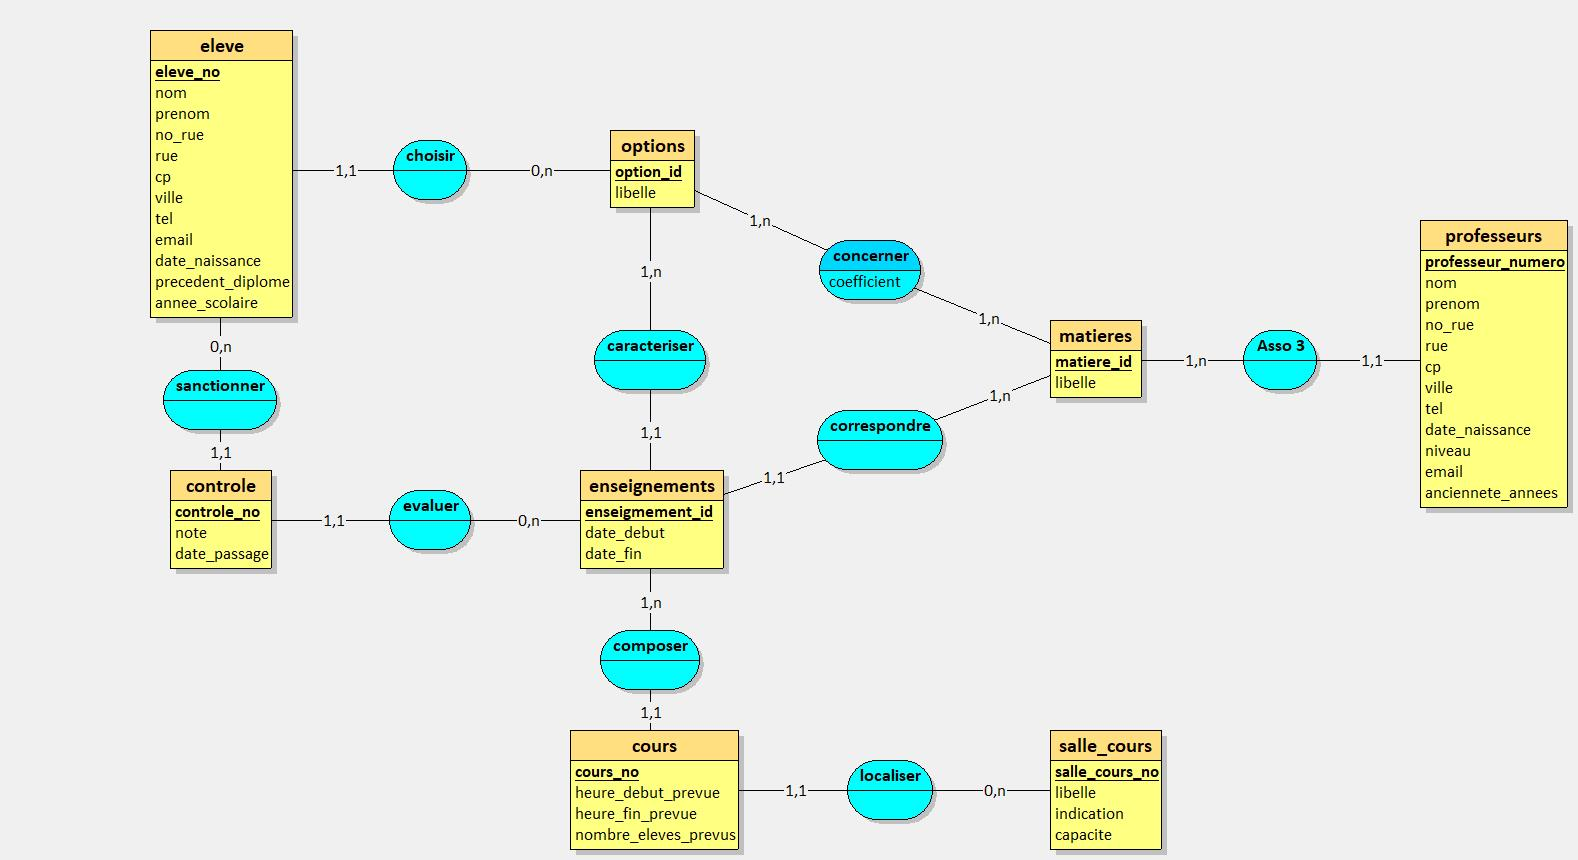 eleve
eleve_no
nom
prenom
no_rue
rue
cp
ville
tel
email
date_naissance
precedent_diplome
annee_scolaire
1,1
choisir
0,n
options
option_id
libelle
1,n
concerner
coefficient
1,n
matieres
matiere_id
libelle
1,n
Asso 3
1,1
professeurs
professeur_numero
nom
prenom
no_rue
rue
cp
ville
tel
date_naissance
niveau
email
anciennete_annees
0,n
sanctionner
1,1
controle
controle_no
note
date_passage
1,1
evaluer
0,n
1,n
caracteriser
1,1
enseignements
enseigmement_id
date_debut
date_fin
1,1
correspondre
1,n
1,n
composer
1,1
cours
cours_no
heure_debut_prevue
heure_fin_prevue
nombre_eleves_prevus
1,1
localiser
0,n
salle_cours
salle_cours_no
libelle
indication
capacite